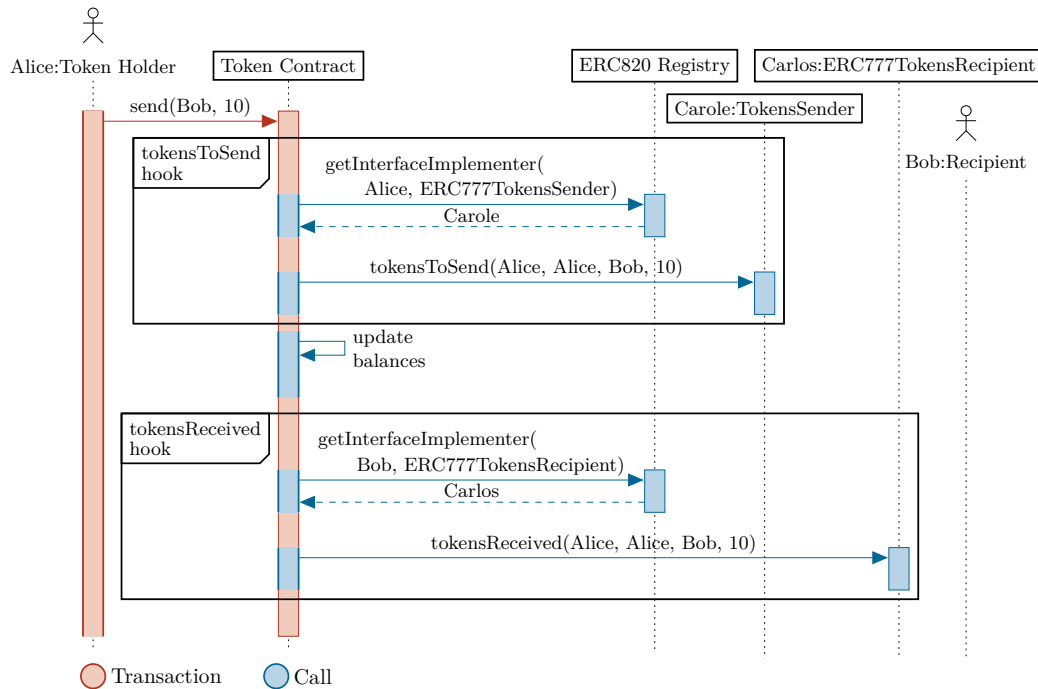 Alice:Token Holder
Token Contract
ERC820 Registry
Carlos:ERC777TokensRecipient
Carole:TokensSender
Bob:Recipient
send(Bob, 10)
tokensToSend
hook
getInterfaceImplementer(
Alice, ERC777TokensSender)
Carole
tokensToSend(Alice, Alice, Bob, 10)
update
balances
tokensReceived
hook
getInterfaceImplementer(
Bob, ERC777TokensRecipient)
Carlos
tokensReceived(Alice, Alice, Bob, 10)
Transaction
Call